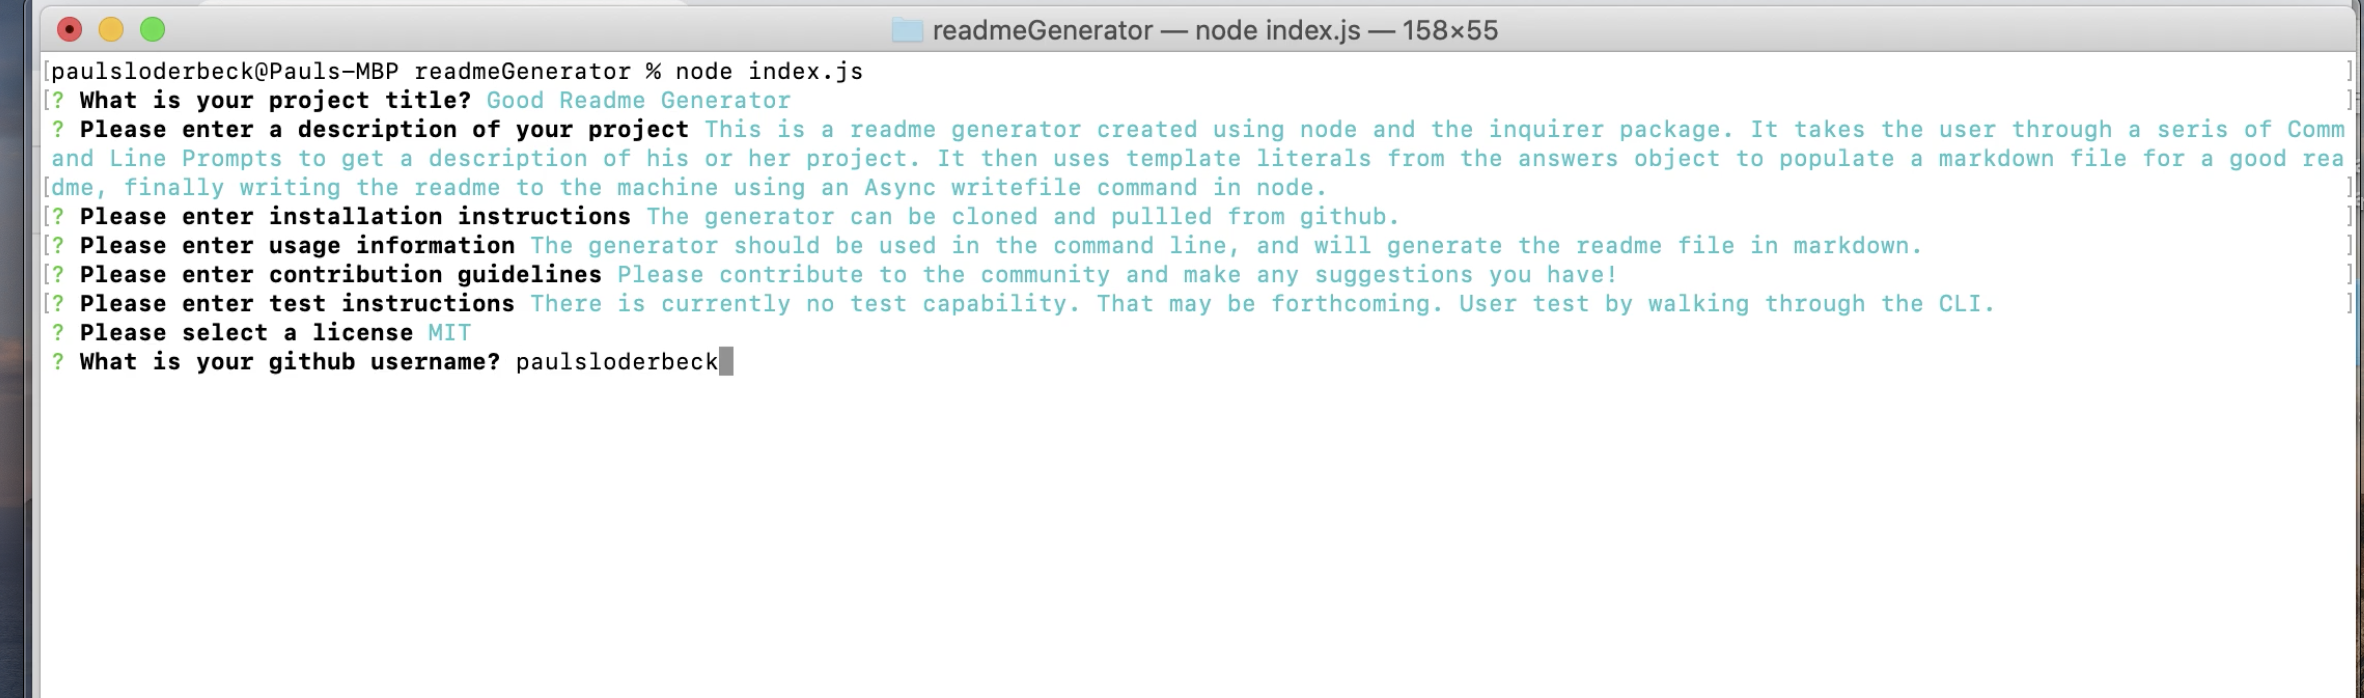 readmeGenerator — node index.js — 158×55
[paulsloderbeck@Pauls-MBP readmeGenerator % node index.js ]
[? What is your project title? Good Readme Generator ]
? Please enter a description of your project This is a readme generator created using node and the inquirer package. It takes the user through a seris of Comm
and Line Prompts to get a description of his or her project. It then uses template literals from the answers object to populate a markdown file for a good rea
[dme, finally writing the readme to the machine using an Async writefile command in node. ]
[? Please enter installation instructions The generator can be cloned and pullled from github. ]
[? Please enter usage information The generator should be used in the command line, and will generate the readme file in markdown. ]
[? Please enter contribution guidelines Please contribute to the community and make any suggestions you have! ]
[? Please enter test instructions There is currently no test capability. That may be forthcoming. User test by walking through the CLI. ]
? Please select a license MIT
? What is your github username? paulsloderbeck